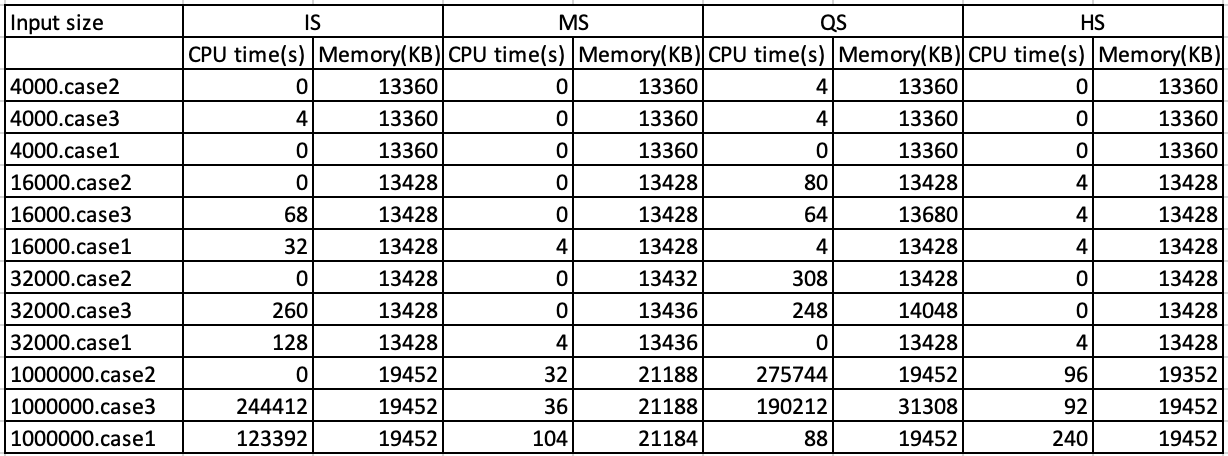 Input size IS MS QS HS
CPU time(s) Memory(KB) CPU time(s) Memory(KB) CPU time(s) Memory(KB) CPU time(s) Memory(KB)
4000.case2 0 13360 0 13360 4 13360 0 13360
4000.case3 4 13360 0 13360 4 13360 0 13360
4000.case1 0 13360 0 13360 0 13360 0 13360
16000.case2 0 13428 0 13428 80 13428 4 13428
16000.case3 68 13428 0 13428 64 13680 4 13428
16000.case1 32 13428 4 13428 4 13428 4 13428
32000.case2 0 13428 0 13432 308 13428 0 13428
32000.case3 260 13428 0 13436 248 14048 0 13428
32000.case1 128 13428 4 13436 0 13428 4 13428
1000000.case2 0 19452 32 21188 275744 19452 96 19352
1000000.case3 244412 19452 36 21188 190212 31308 92 19452
1000000.case1 123392 19452 104 21184 88 19452 240 19452